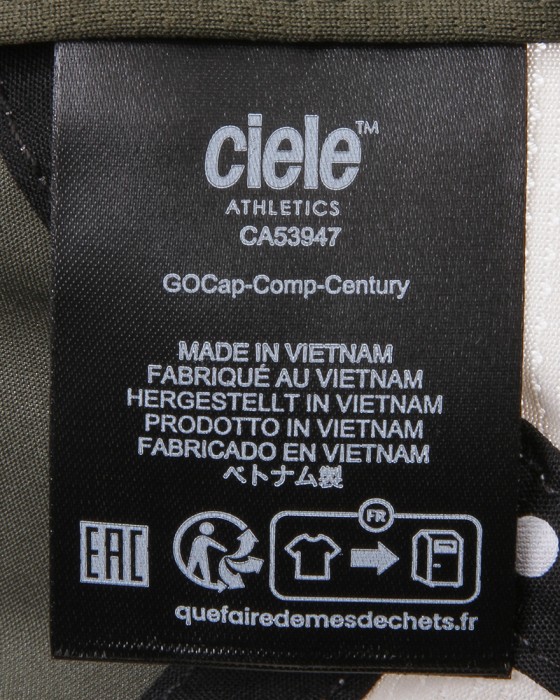 ciele™
ATHLETICS
CA53947
GOCap-Comp-Century
MADE IN VIETNAM
FABRIQUÉ AU VIETNAM
HERGESTELLT IN VIETNAM
PRODOTTO IN VIETNAM
FABRICADO EN VIETNAM
ベトナム製
EAC
FR
quefairedemesdechets.fr